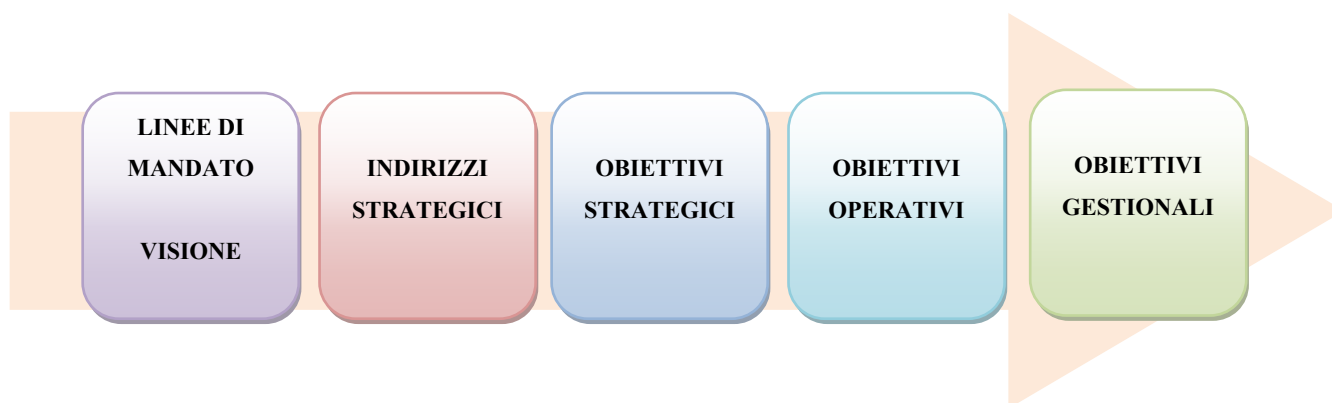 LINEE DI
MANDATO
VISIONE
INDIRIZZI
STRATEGICI
OBIETTIVI
STRATEGICI
OBIETTIVI
OPERATIVI
OBIETTIVI
GESTIONALI